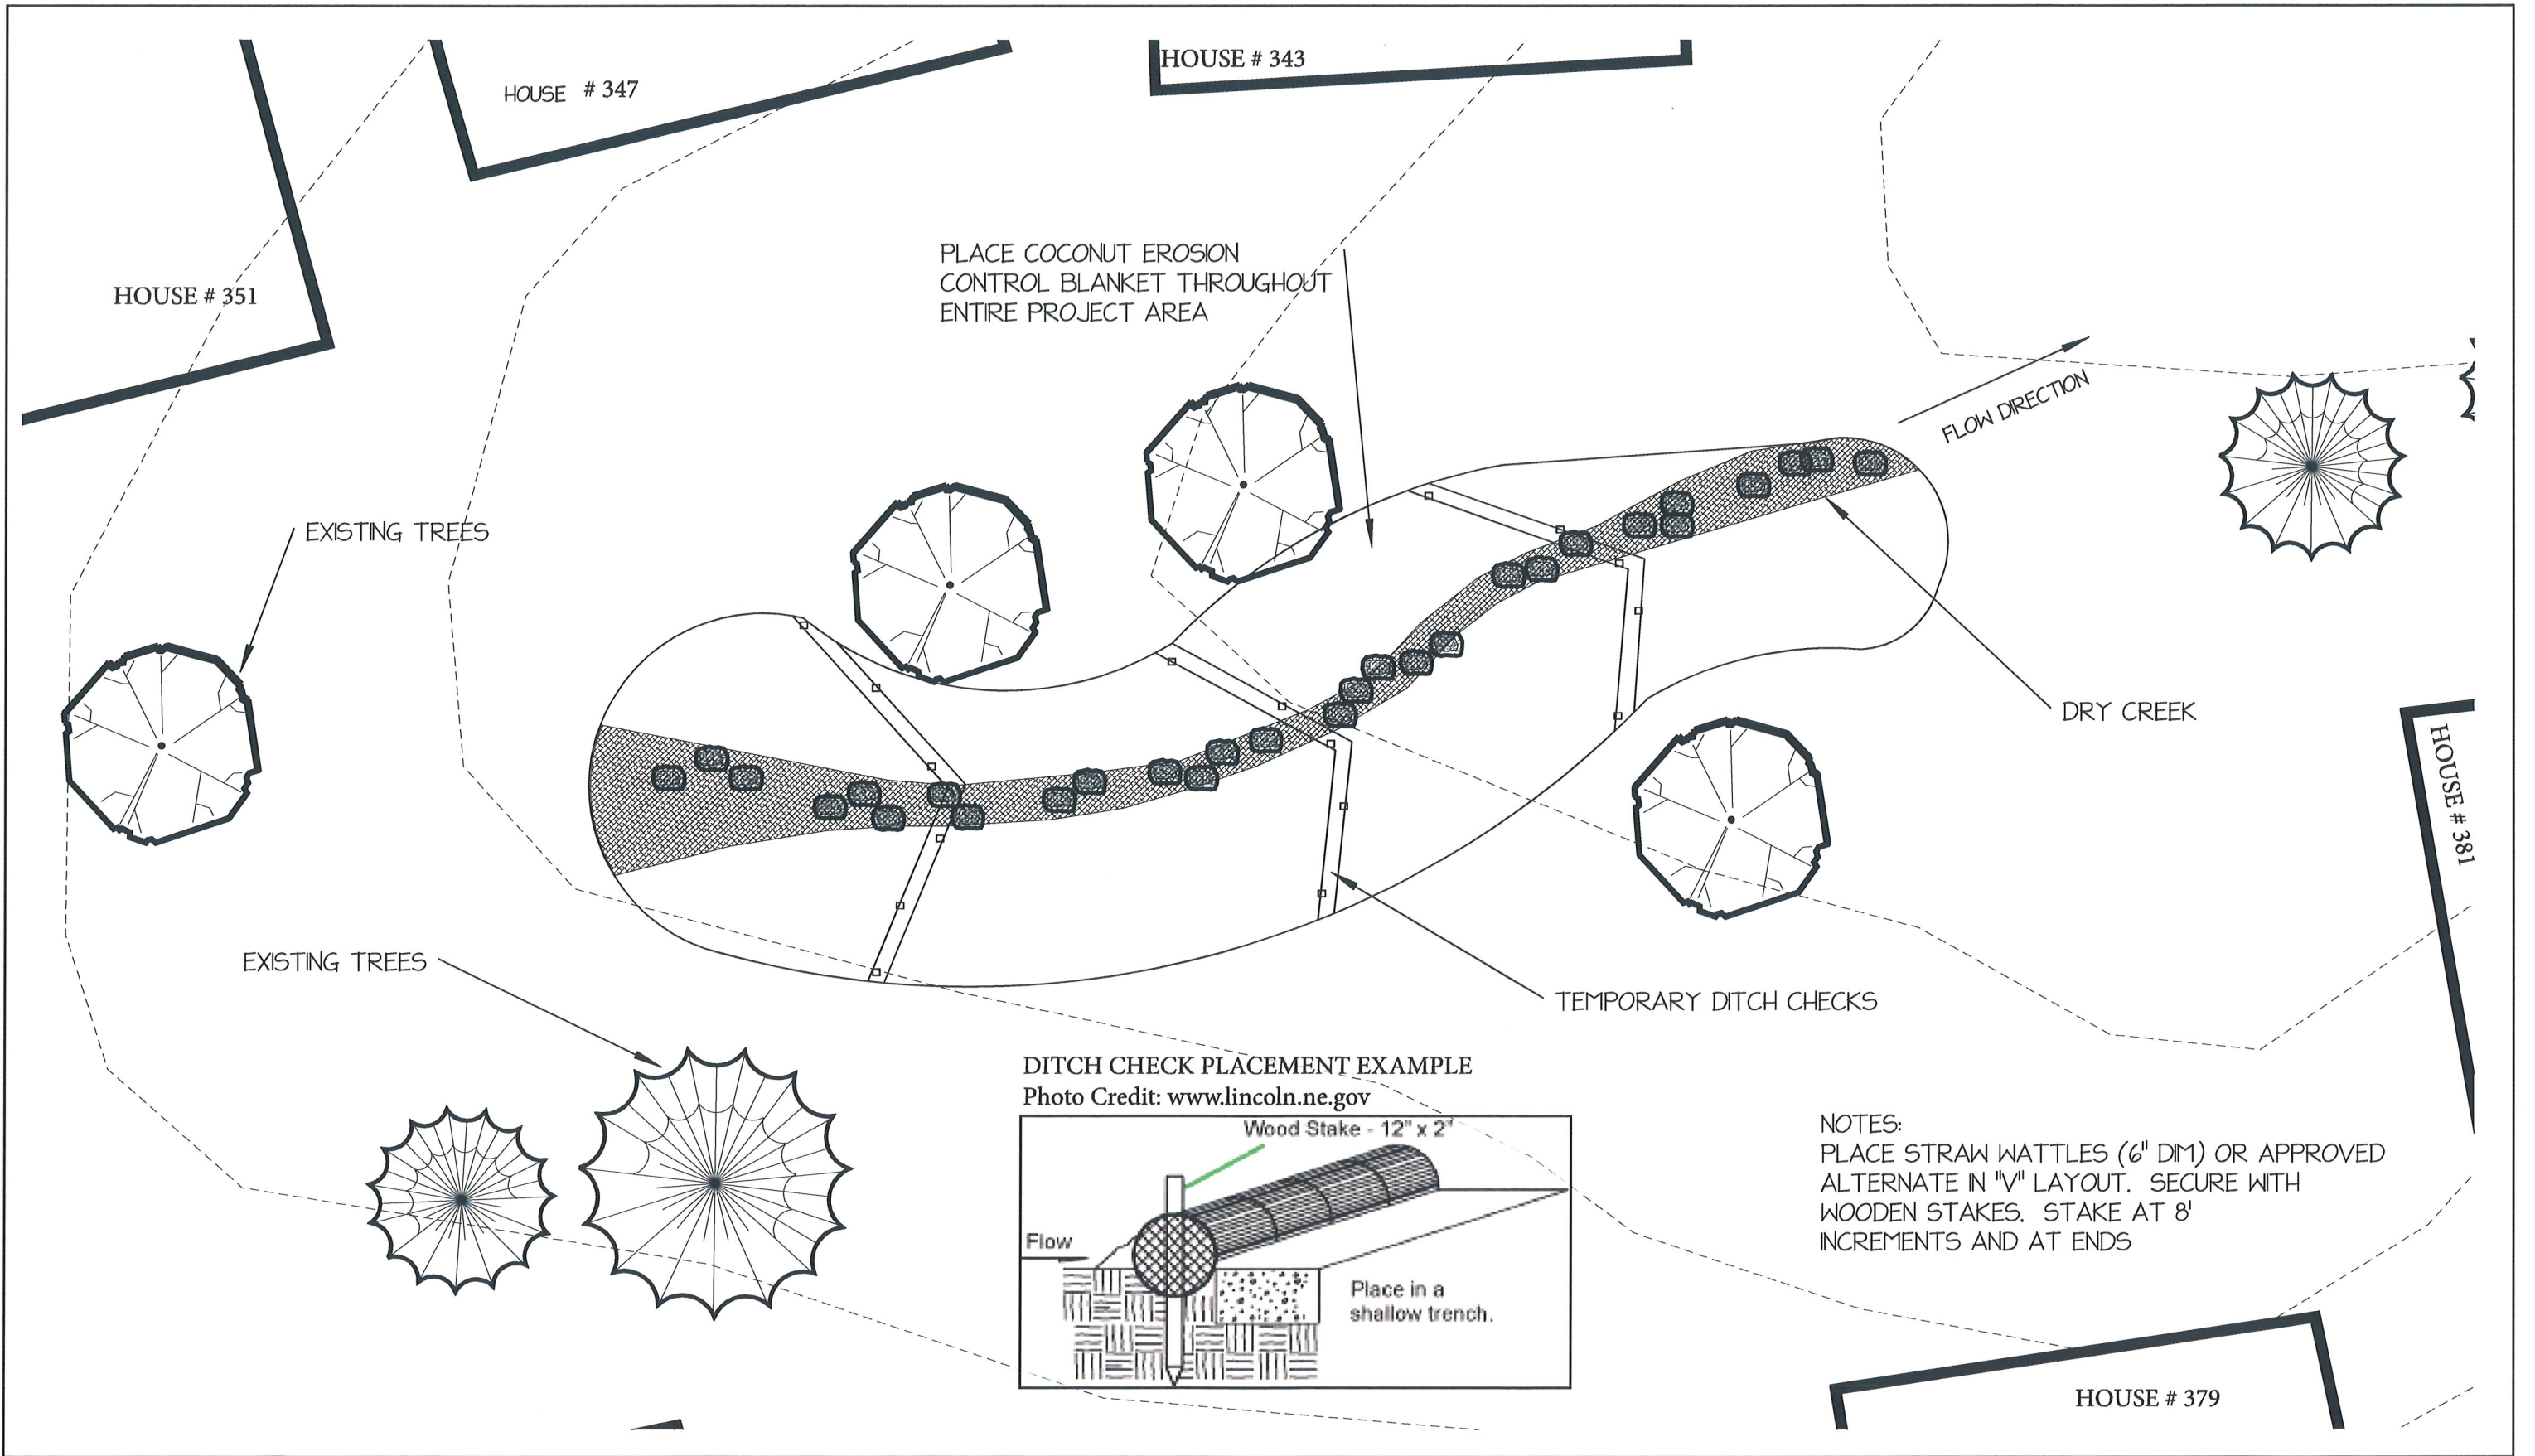 HOUSE # 347
HOUSE # 343
HOUSE # 351
PLACE COCONUT EROSION
CONTROL BLANKET THROUGHOUT
ENTIRE PROJECT AREA
FLOW DIRECTION
EXISTING TREES
DRY CREEK
HOUSE # 381
EXISTING TREES
TEMPORARY DITCH CHECKS
DITCH CHECK PLACEMENT EXAMPLE
Photo Credit: www.lincoln.ne.gov
Wood Stake - 12" x 2"
Flow
Place in a
shallow trench.
NOTES:
PLACE STRAW WATTLES (6" DIM) OR APPROVED
ALTERNATE IN "V" LAYOUT. SECURE WITH
WOODEN STAKES. STAKE AT 8'
INCREMENTS AND AT ENDS
HOUSE # 379